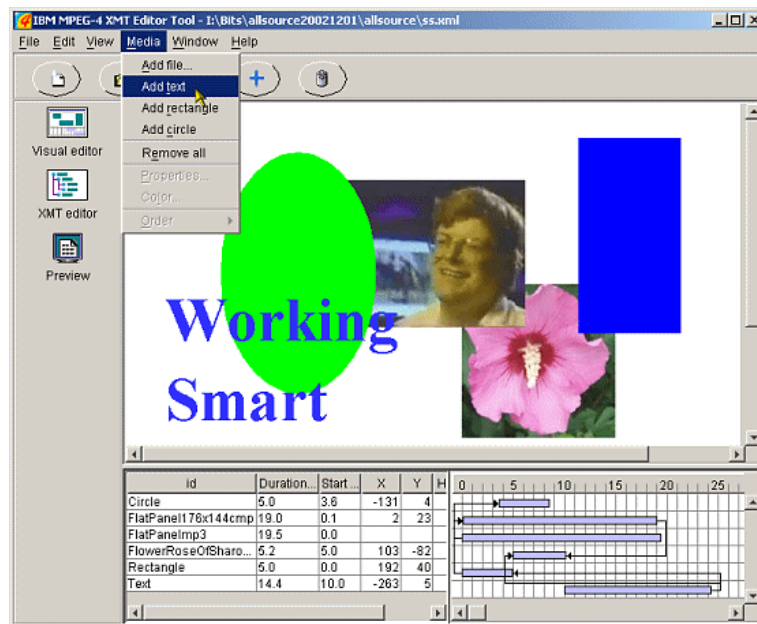 IBM MPEG-4 XMT Editor Tool - I:\Bits\allsource20021201\allsource\ss.xml
File Edit View Media Window Help
Add file...
Add text
Add rectangle
Add circle
Remove all
Properties...
Color...
Order
Visual editor
XMT editor
Preview
Working
Smart
id Duration... Start ... X Y H
Circle 5.0 3.6 -131 4
FlatPanel176x144cmp 19.0 0.1 2 23
FlatPanelmp3 19.5 0.0
FlowerRoseOfSharo... 5.2 5.0 103 -82
Rectangle 5.0 0.0 192 40
Text 14.4 10.0 -263 5
0 5 10 15 20 25